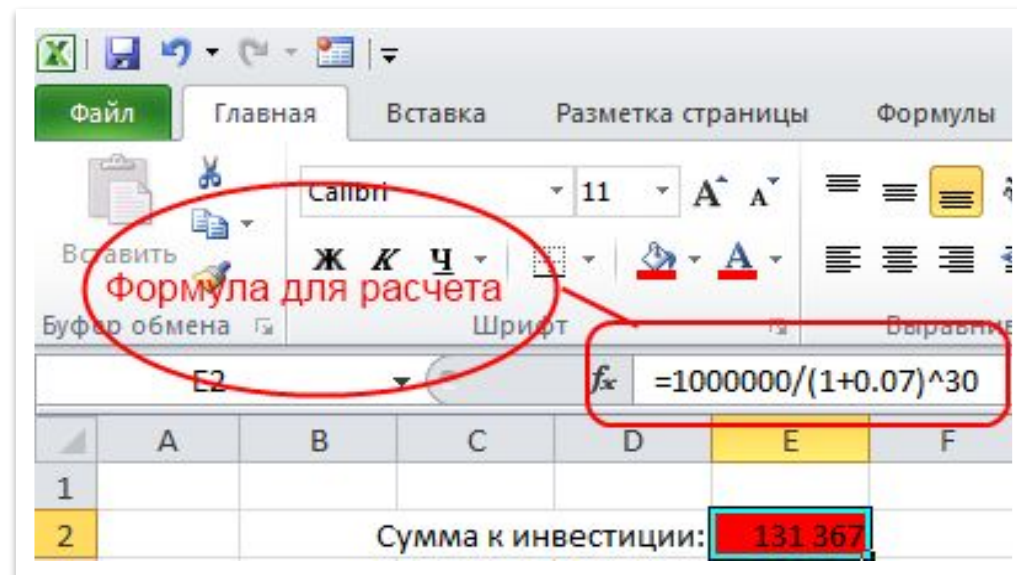 Файл Главная Вставка Разметка страницы Формулы
Calibri 11 A A
Вставить Ж К Ч A
Формула для расчета
Буфер обмена Шрифт
E2 fx =1000000/(1+0.07)^30
A B C D E F
1
2 Сумма к инвестиции: 131 367